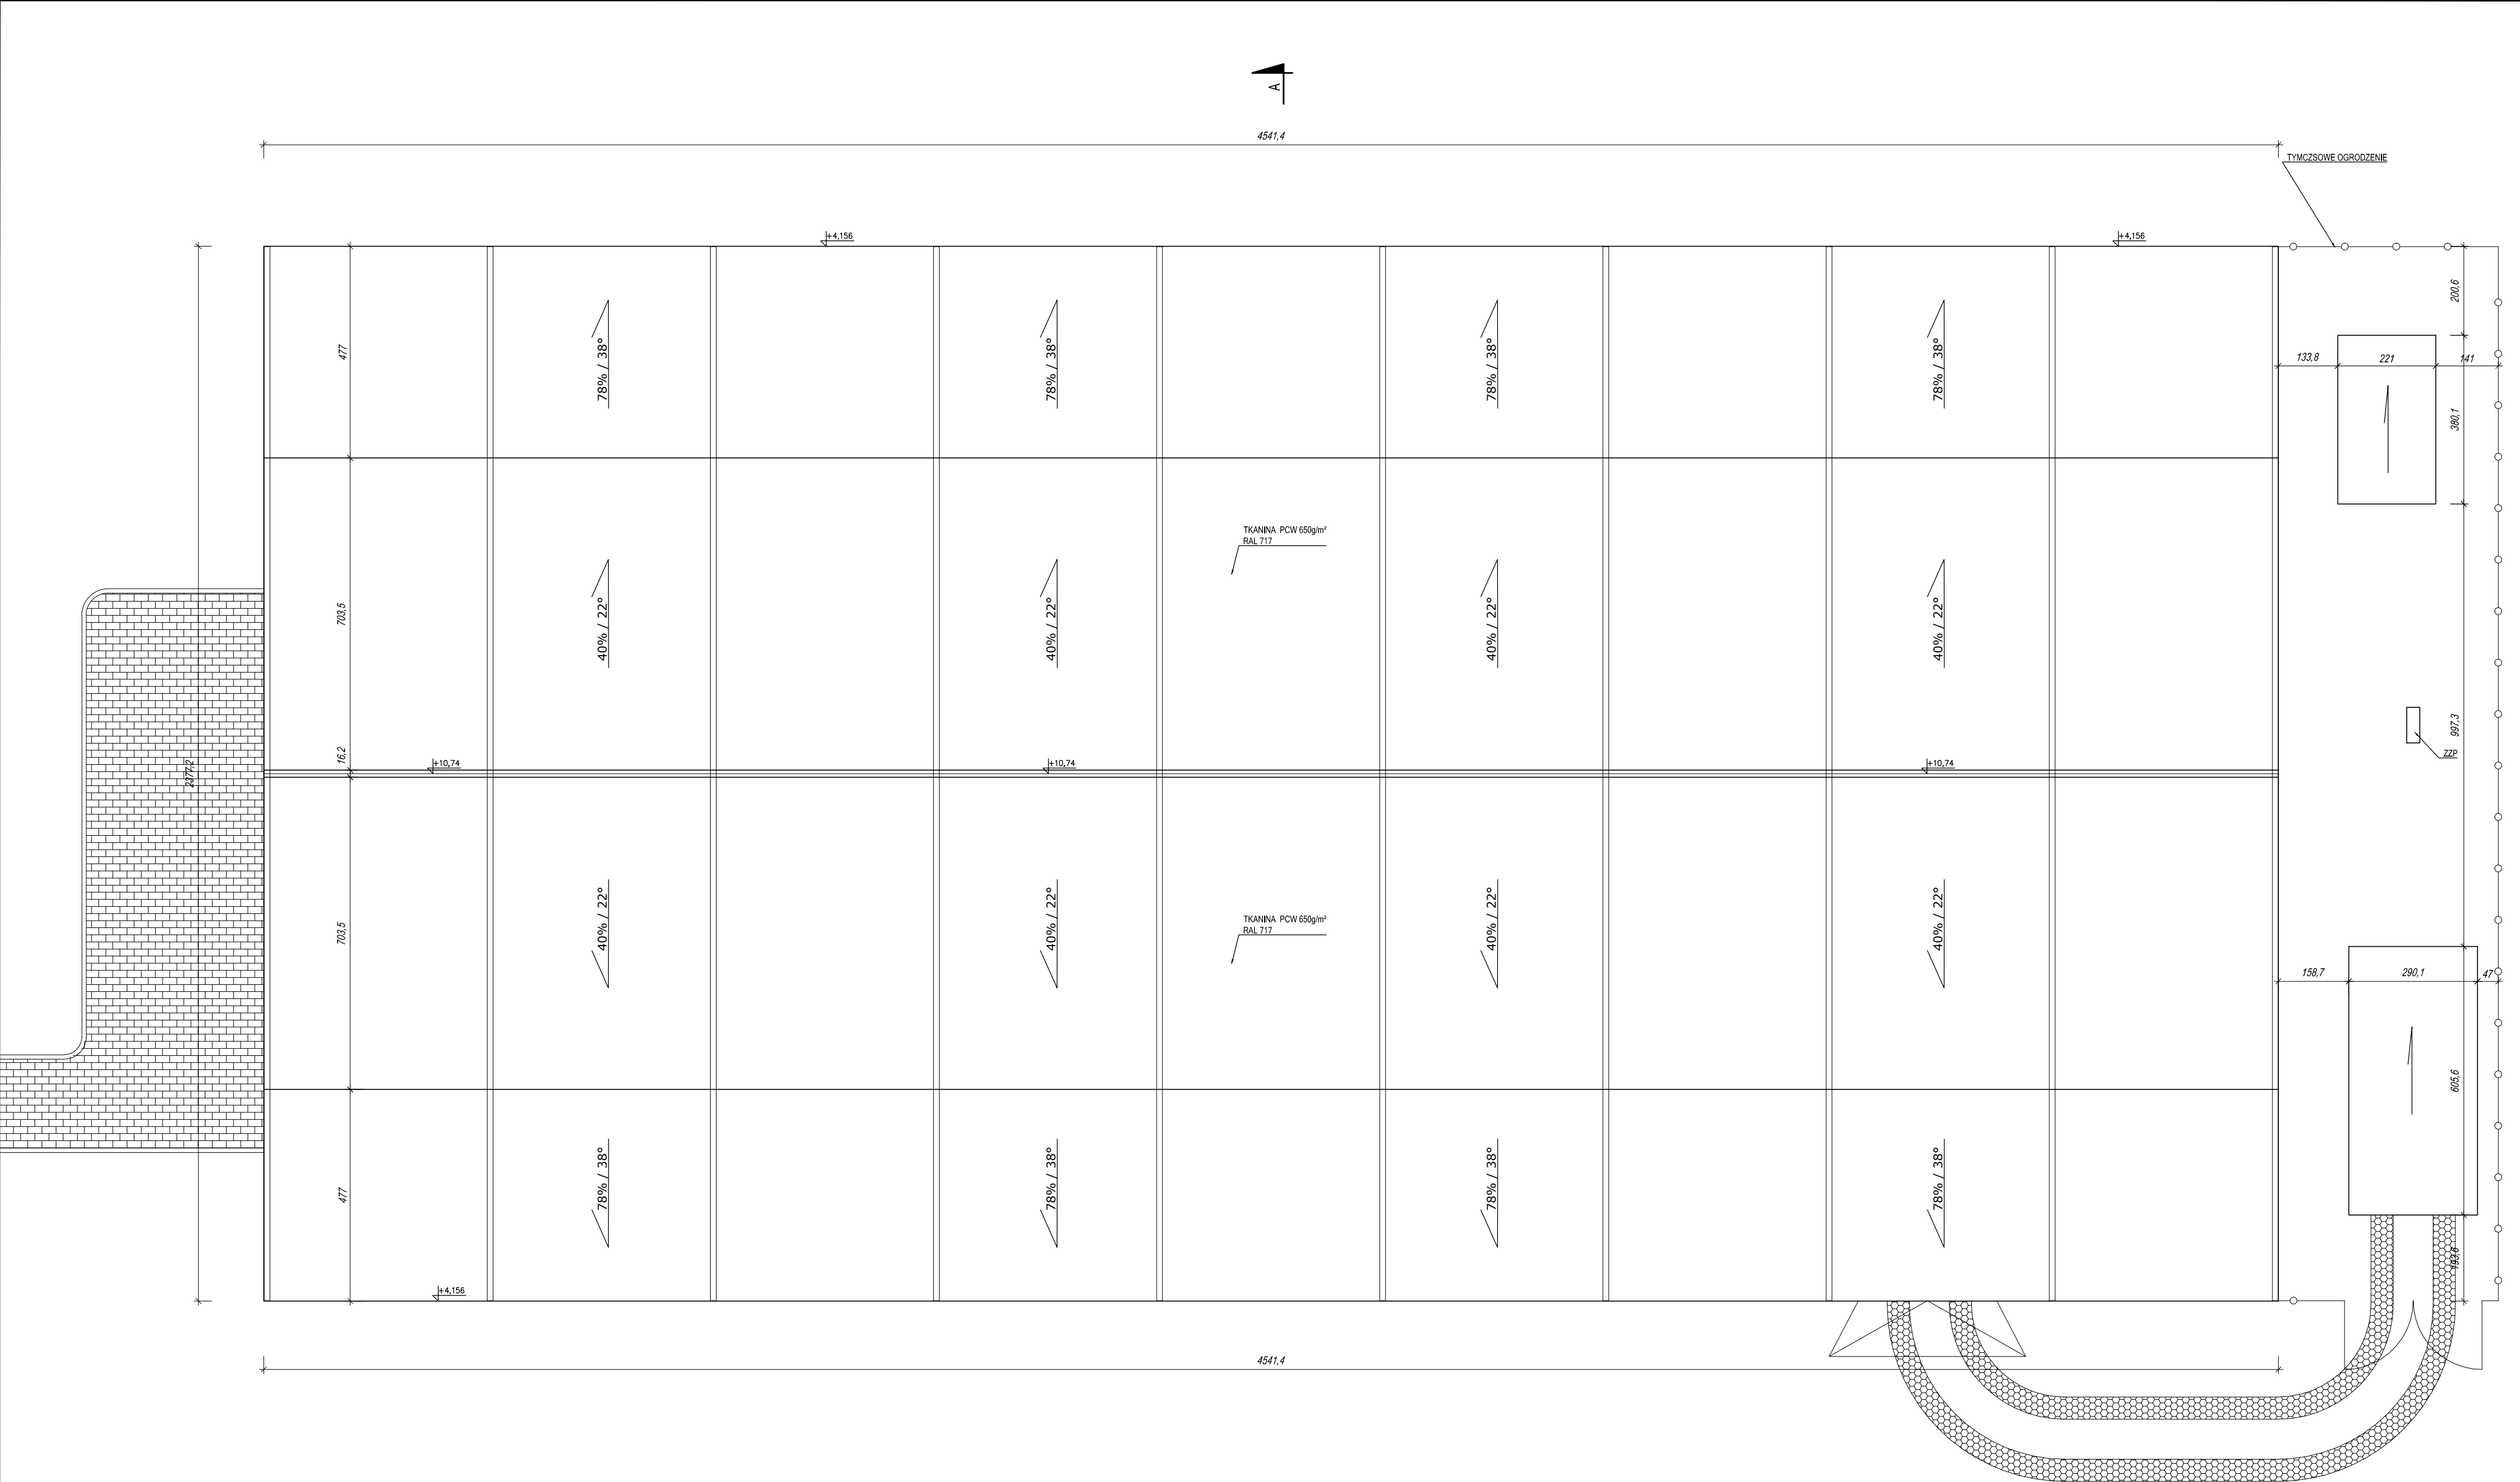 A
4541,4
TYMCZSOWE OGRODZENIE
+4,156
+4,156
200,6
477
78% / 38°
78% / 38°
78% / 38°
78% / 38°
133,8
221
141
380,1
TKANINA PCW 650g/m²
RAL 717
703,5
40% / 22°
40% / 22°
40% / 22°
40% / 22°
997,3
ZZP
16,2
+10,74
+10,74
+10,74
2377,2
703,5
40% / 22°
40% / 22°
TKANINA PCW 650g/m²
RAL 717
40% / 22°
40% / 22°
158,7
290,1
47
605,6
477
78% / 38°
78% / 38°
78% / 38°
78% / 38°
193,6
+4,156
4541,4